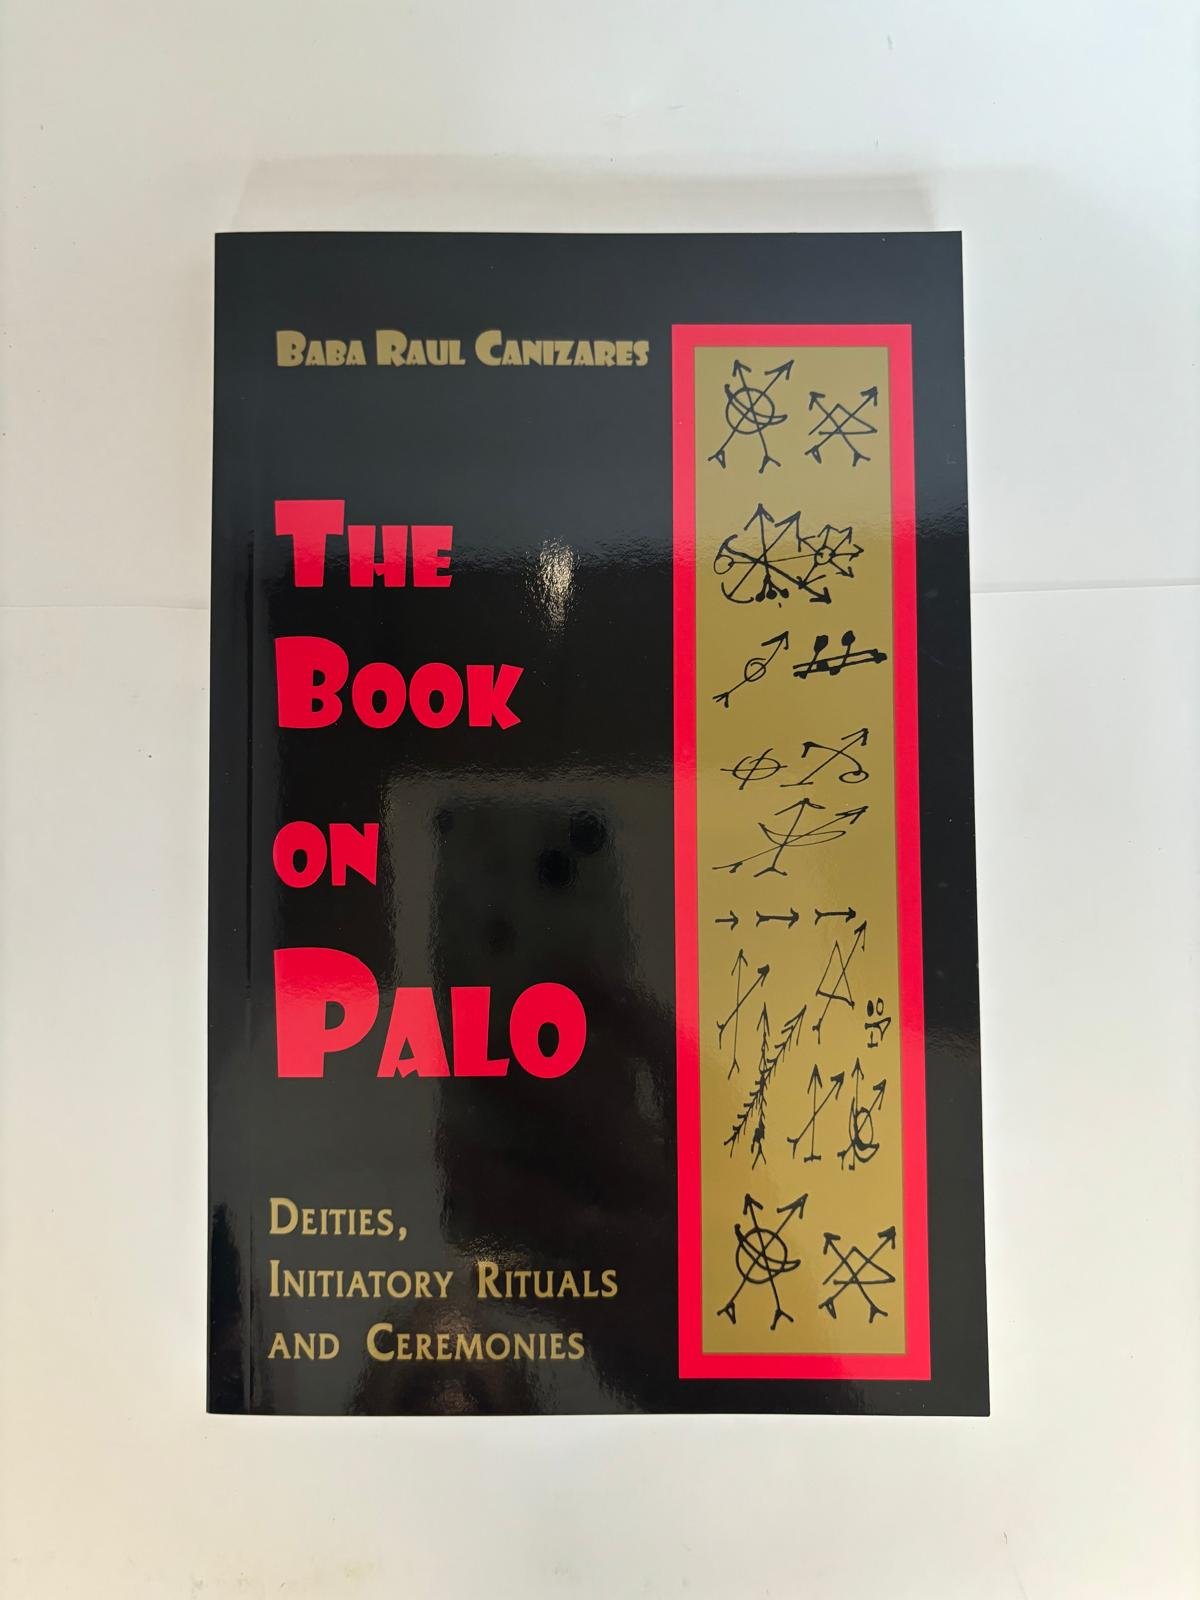 BABA RAUL CANIZARES
THE
BOOK
ON
PALO
DEITIES,
INITIATORY RITUALS
AND CEREMONIES